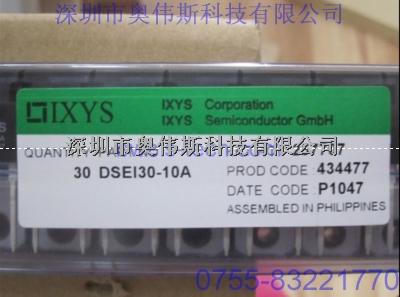 深圳市奥伟斯科技有限公司
IXYS
IXYS Corporation
IXYS Semiconductor GmbH
深圳市奥伟斯科技有限公司
QUANTITY
30 DSEI30-10A
PROD CODE: 434477
DATE CODE: P1047
ASSEMBLED IN PHILIPPINES
0755-83221770